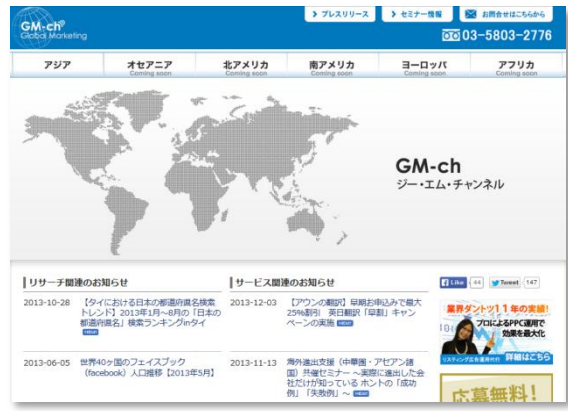 GM-ch
Global Marketing
プレスリリース
セミナー情報
お問合せはこちらから
03-5803-2776
アジア
オセアニア
Coming soon
北アメリカ
Coming soon
南アメリカ
Coming soon
ヨーロッパ
Coming soon
アフリカ
Coming soon
GM-ch
ジー・エム・チャンネル
リサーチ関連のお知らせ
2013-10-28
【タイにおける日本の都道府県名検索
トレンド】2013年1月～8月の「日本の
都道府県名」検索ランキングinタイ
NEW
2013-06-05
世界40ヶ国のフェイスブック
（facebook）人口推移【2013年5月】
サービス関連のお知らせ
2013-12-03
【アウンの翻訳】早期お申込みで最大
25%割引　英日翻訳「早割」キャン
ペーンの実施 NEW
2013-11-13
海外進出支援（中華圏・アセアン諸
国）共催セミナー ～実際に進出した会
社だけが知っている ホントの「成功
例」「失敗例」～ NEW
Like 44
Tweet 147
業界ダントツ11年の実績!
プロによるPPC運用で
効果を最大化
リスティング広告運用代行 詳細はこちら
応募無料!